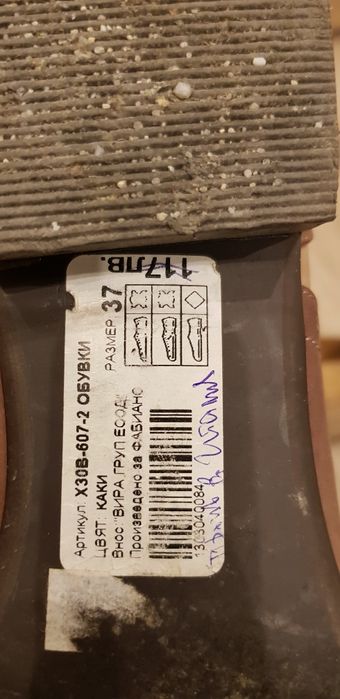 Артикул: X30B-607-2 ОБУВКИ
ЦВЯТ: КАКИ РАЗМЕР 37 117ЛВ.
Внос: "ВИРА ГРУП ЕООД
Произведено за ФАБИАНО